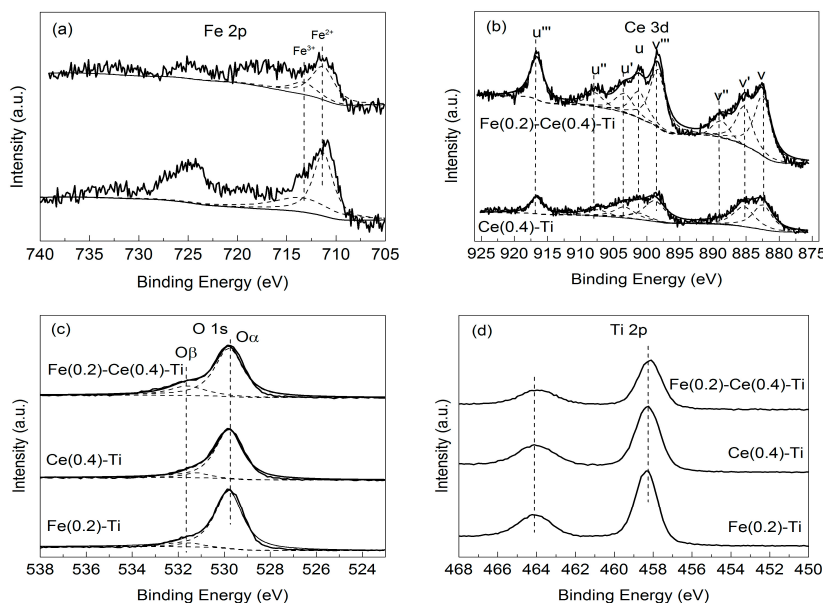 (a)
Fe 2p
Fe3+
Fe2+
Intensity (a.u.)
740 735 730 725 720 715 710 705
Binding Energy (eV)
(b)
Ce 3d
u''' u'' u' u v''' v'' v' v
Fe(0.2)-Ce(0.4)-Ti
Ce(0.4)-Ti
Intensity (a.u.)
925 920 915 910 905 900 895 890 885 880 875
Binding Energy (eV)
(c)
O 1s
Oβ
Oα
Fe(0.2)-Ce(0.4)-Ti
Ce(0.4)-Ti
Fe(0.2)-Ti
Intensity (a.u.)
538 536 534 532 530 528 526 524
Binding Energy (eV)
(d)
Ti 2p
Fe(0.2)-Ce(0.4)-Ti
Ce(0.4)-Ti
Fe(0.2)-Ti
Intensity (a.u.)
468 466 464 462 460 458 456 454 452 450
Binding Energy (eV)